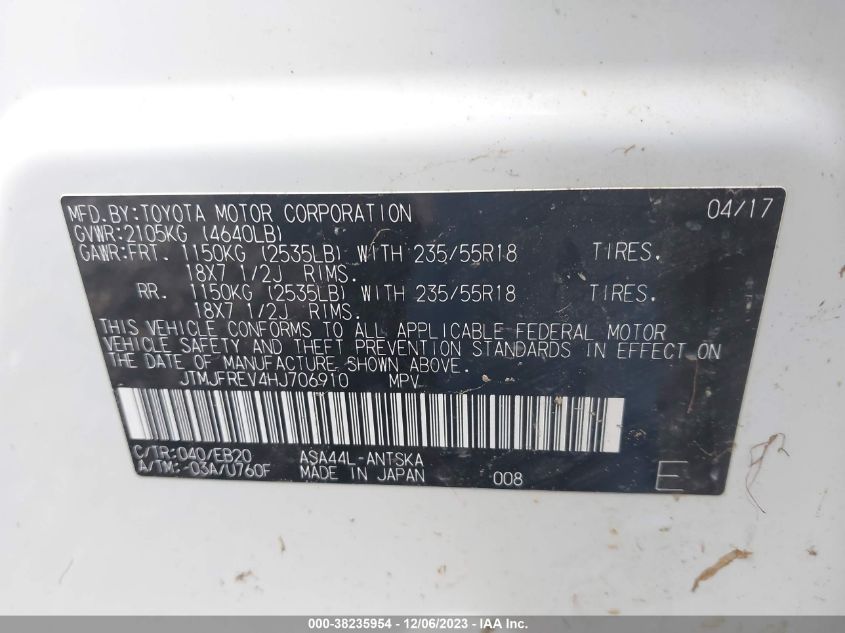 MFD.BY:TOYOTA MOTOR CORPORATION 04/17
GVWR:2105KG (4640LB)
GAWR:FRT. 1150KG (2535LB) WITH 235/55R18 TIRES.
18X7 1/2J RIMS.
RR. 1150KG (2535LB) WITH 235/55R18 TIRES.
18X7 1/2J RIMS.
THIS VEHICLE CONFORMS TO ALL APPLICABLE FEDERAL MOTOR
VEHICLE SAFETY AND THEFT PREVENTION STANDARDS IN EFFECT ON
THE DATE OF MANUFACTURE SHOWN ABOVE.
JTMJFREV4HJ706910 MPV
C/TR:040/EB20 ASA44L-ANTSKA
A/TM:-03A/U760F MADE IN JAPAN 008 E
000-38235954 - 12/06/2023 - IAA Inc.